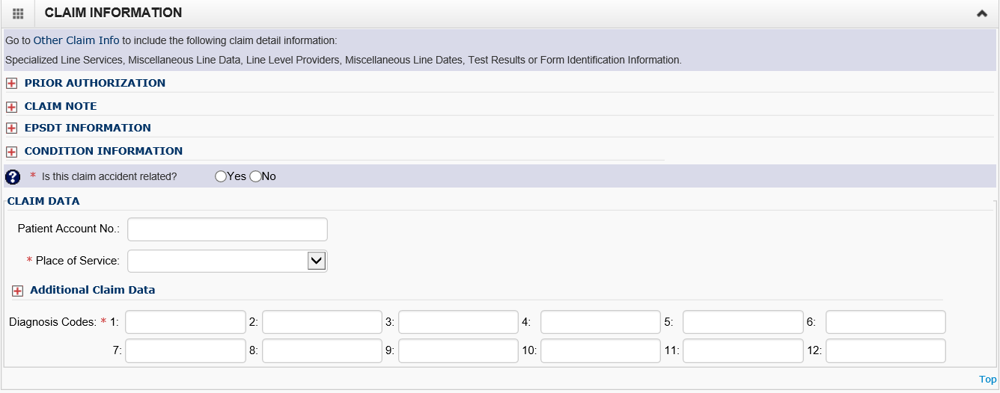 CLAIM INFORMATION
Go to Other Claim Info to include the following claim detail information:
Specialized Line Services, Miscellaneous Line Data, Line Level Providers, Miscellaneous Line Dates, Test Results or Form Identification Information.
PRIOR AUTHORIZATION
CLAIM NOTE
EPSDT INFORMATION
CONDITION INFORMATION
? * Is this claim accident related? Yes No
CLAIM DATA
Patient Account No.:
* Place of Service:
Additional Claim Data
Diagnosis Codes: * 1: 2: 3: 4: 5: 6:
7: 8: 9: 10: 11: 12:
Top